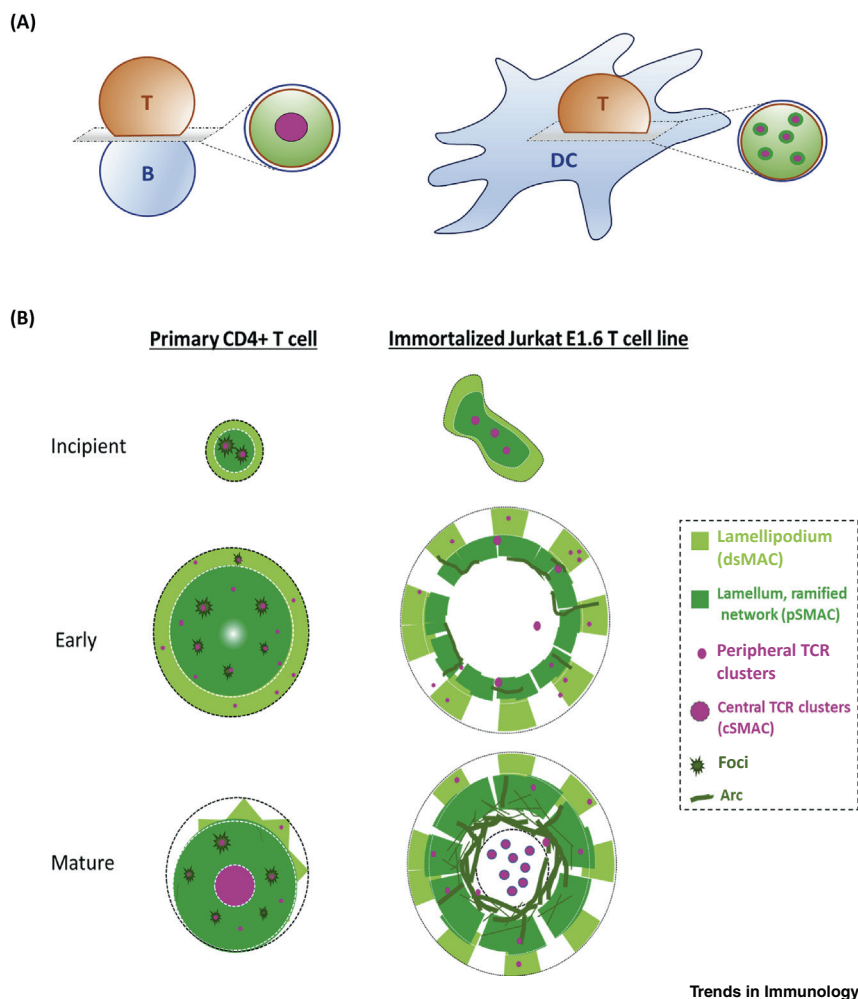 (A)
T
B
T
DC
(B)
Primary CD4+ T cell
Immortalized Jurkat E1.6 T cell line
Incipient
Early
Mature
Lamellipodium
(dsMAC)
Lamellum, ramified
network (pSMAC)
Peripheral TCR
clusters
Central TCR clusters
(cSMAC)
Foci
Arc
Trends in Immunology